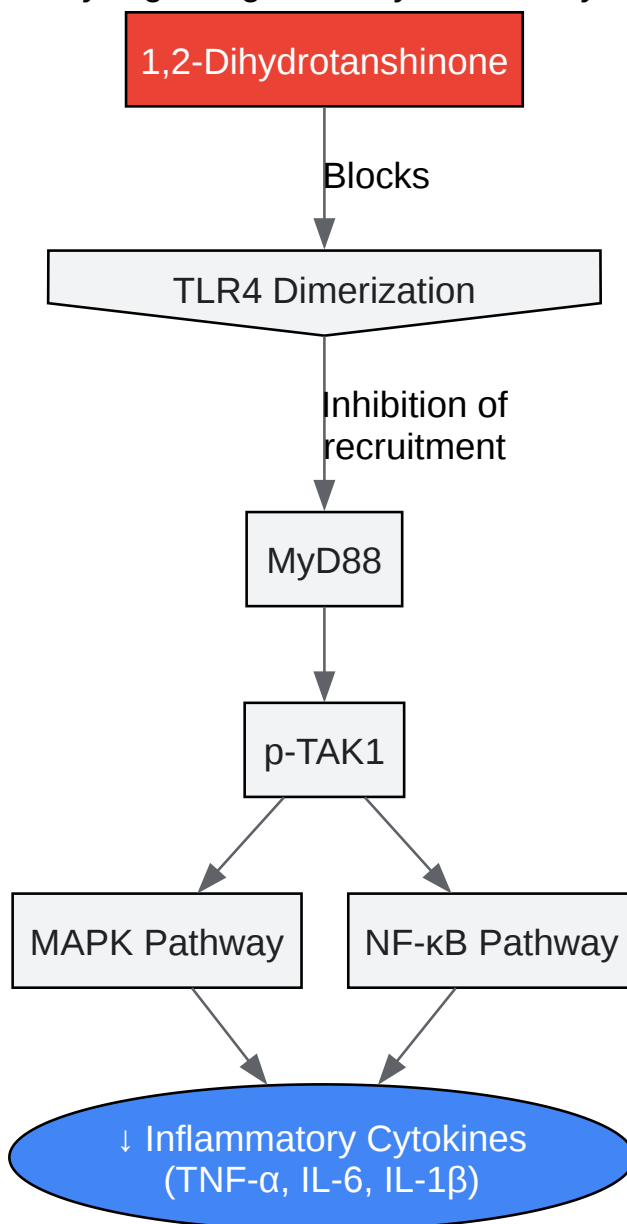 1,2-Dihydrotanshinone
Blocks
TLR4 Dimerization
Inhibition of
recruitment
MyD88
p-TAK1
MAPK Pathway
NF-κB Pathway
↓ Inflammatory Cytokines
(TNF-α, IL-6, IL-1β)